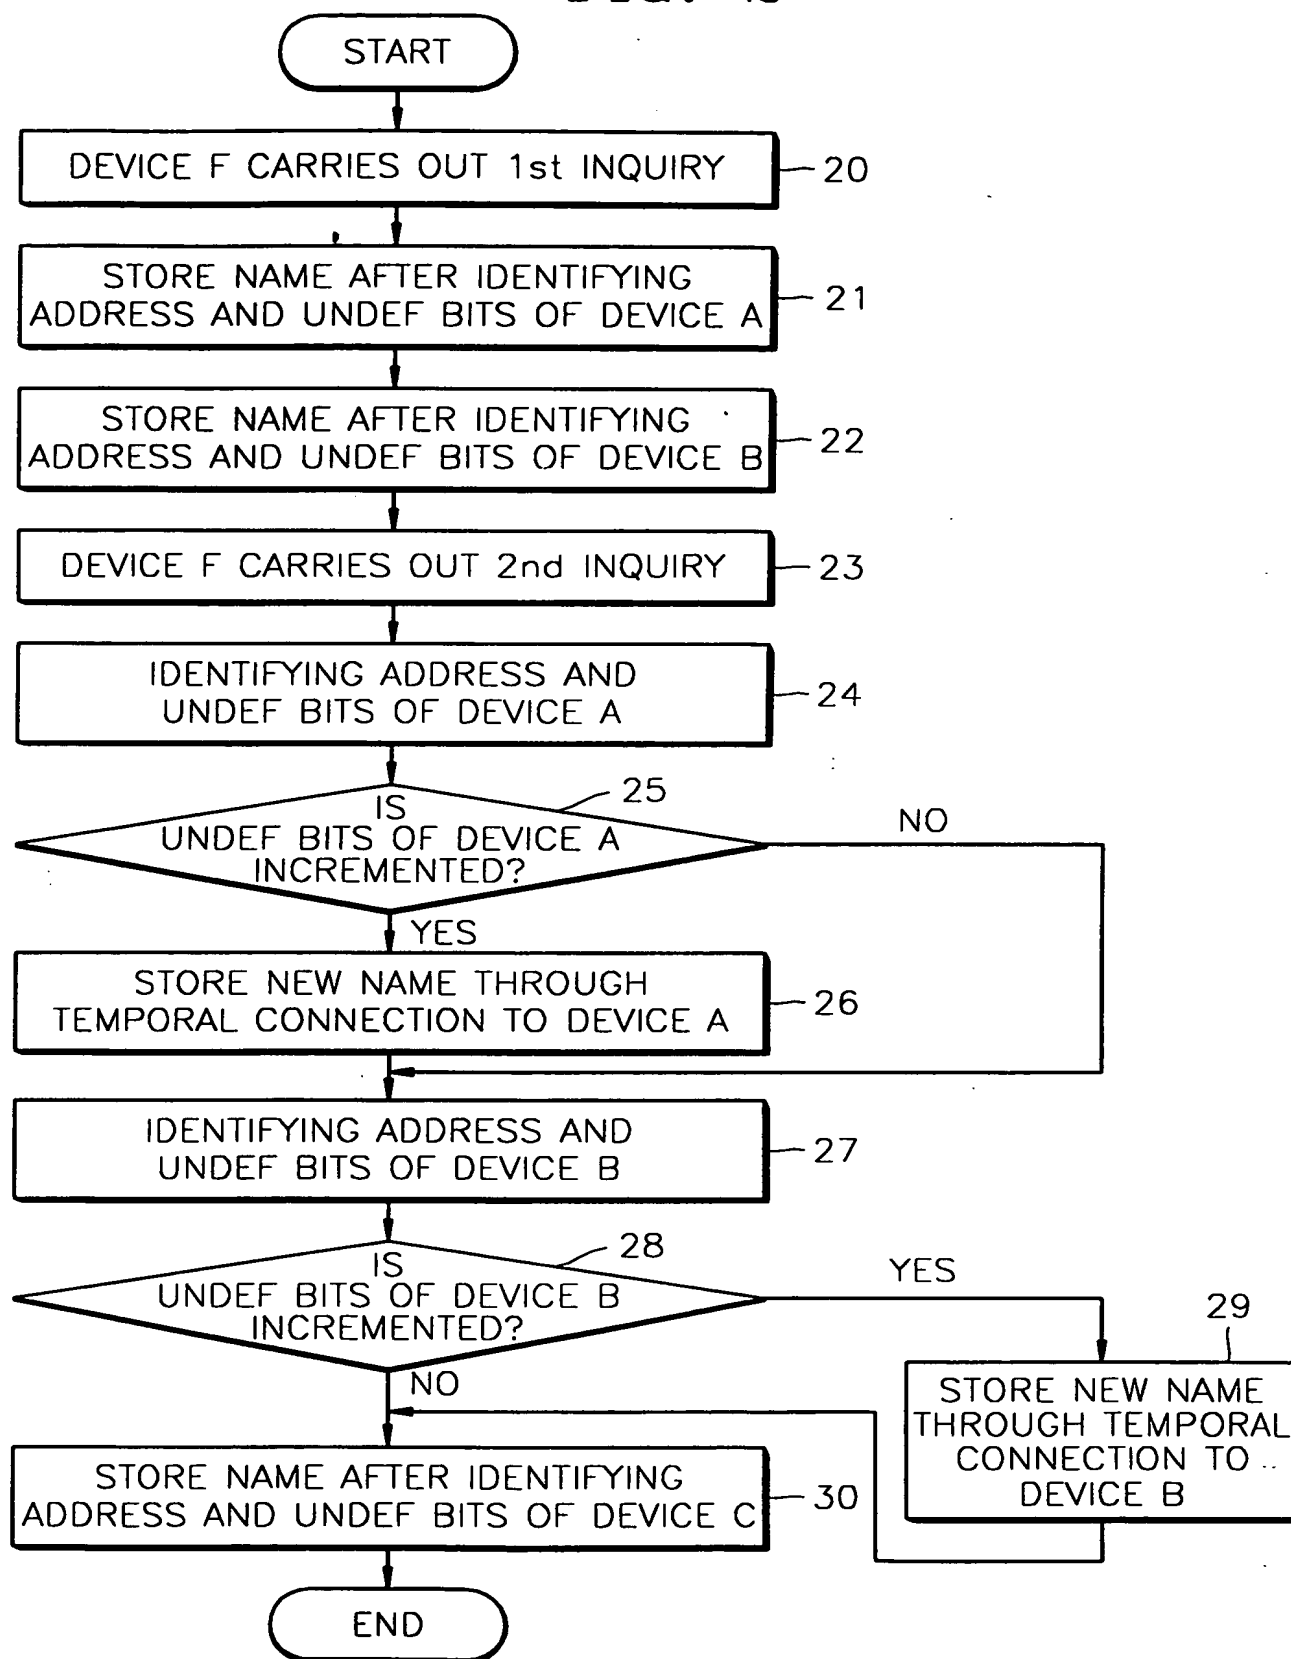 START
DEVICE F CARRIES OUT 1st INQUIRY
20
STORE NAME AFTER IDENTIFYING
ADDRESS AND UNDEF BITS OF DEVICE A
21
STORE NAME AFTER IDENTIFYING
ADDRESS AND UNDEF BITS OF DEVICE B
22
DEVICE F CARRIES OUT 2nd INQUIRY
23
IDENTIFYING ADDRESS AND
UNDEF BITS OF DEVICE A
24
25
IS
UNDEF BITS OF DEVICE A
INCREMENTED?
NO
YES
STORE NEW NAME THROUGH
TEMPORAL CONNECTION TO DEVICE A
26
IDENTIFYING ADDRESS AND
UNDEF BITS OF DEVICE B
27
28
IS
UNDEF BITS OF DEVICE B
INCREMENTED?
YES
NO
29
STORE NEW NAME
THROUGH TEMPORAL
CONNECTION TO
DEVICE B
STORE NAME AFTER IDENTIFYING
ADDRESS AND UNDEF BITS OF DEVICE C
30
END